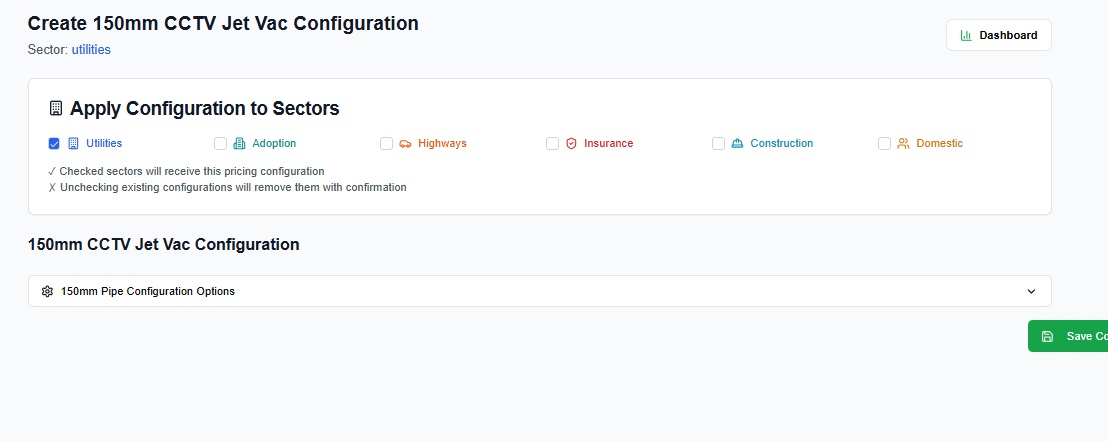 Create 150mm CCTV Jet Vac Configuration
Sector: utilities
Dashboard
Apply Configuration to Sectors
Utilities
Adoption
Highways
Insurance
Construction
Domestic
✓ Checked sectors will receive this pricing configuration
✗ Unchecking existing configurations will remove them with confirmation
150mm CCTV Jet Vac Configuration
150mm Pipe Configuration Options
Save Co